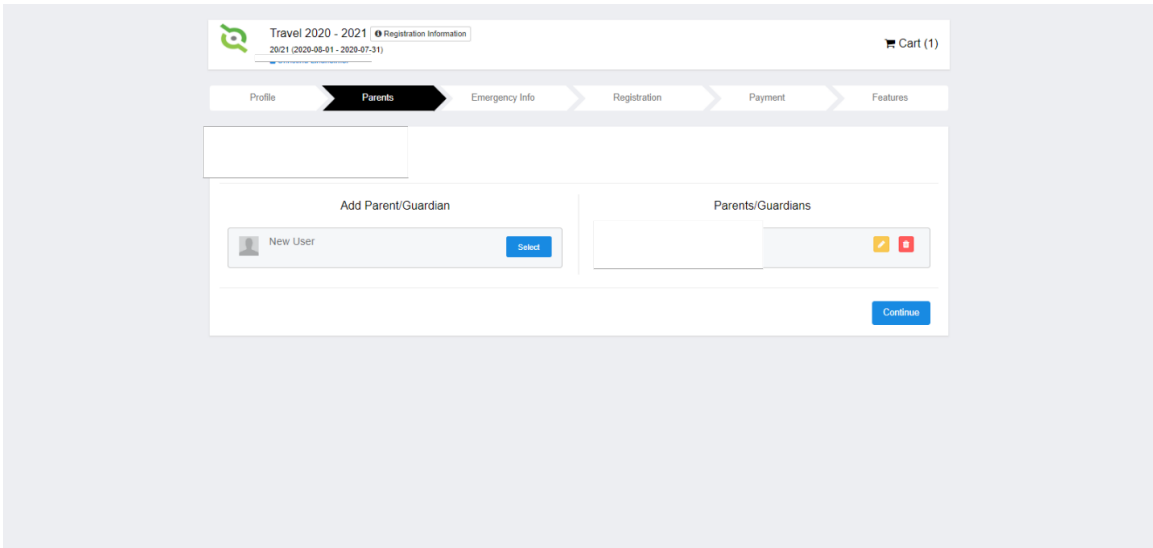 Travel 2020 - 2021 Registration Information
20/21 (2020-08-01 - 2020-07-31)
Cart (1)
Profile
Parents
Emergency Info
Registration
Payment
Features
Add Parent/Guardian
New User
Select
Parents/Guardians
Continue